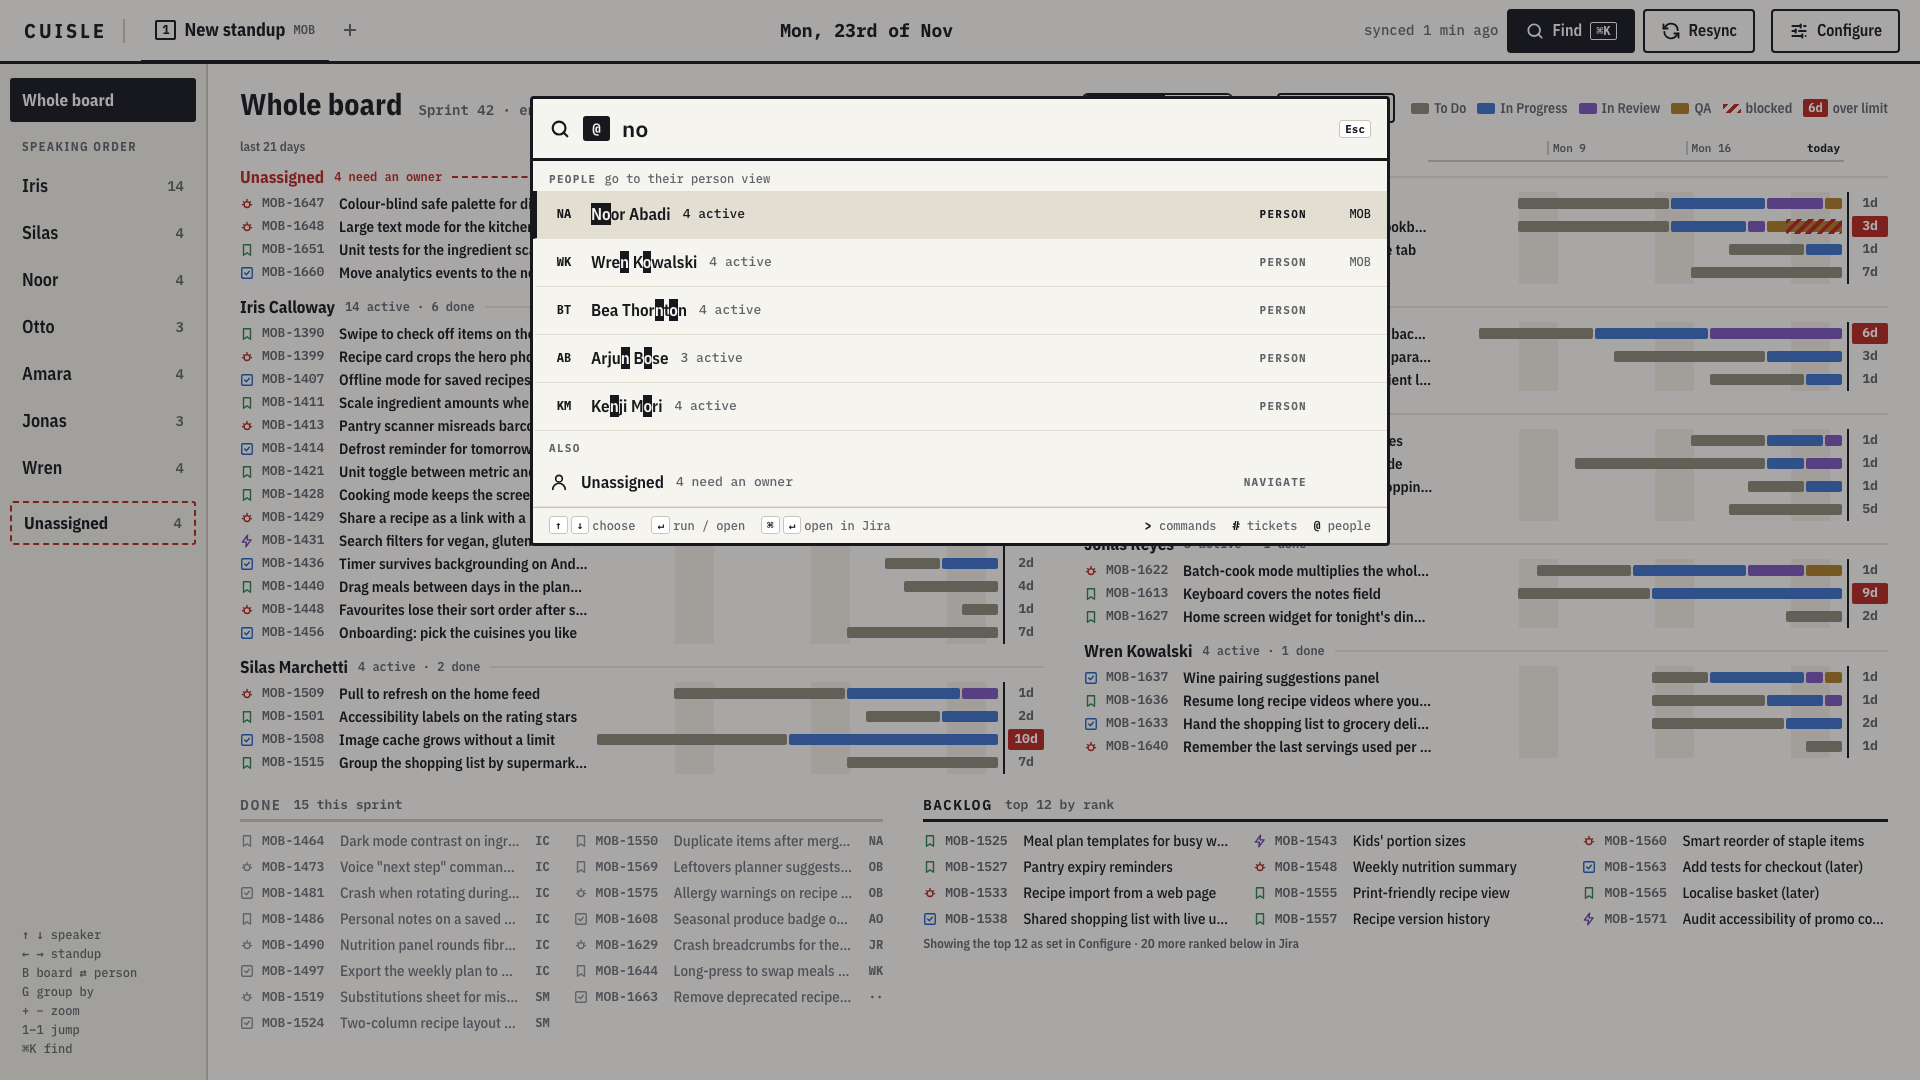 CUISLE
1 New standup MOB +
Mon, 23rd of Nov
synced 1 min ago
Find ⌘K
Resync
Configure
Whole board
SPEAKING ORDER
Iris 14
Silas 4
Noor 4
Otto 3
Amara 4
Jonas 3
Wren 4
Unassigned 4
↑ ↓ speaker
← → standup
B board ⇄ person
G group by
+ − zoom
1–1 jump
⌘K find
Whole board Sprint 42 ·
To Do In Progress In Review QA blocked 6d over limit
last 21 days
Mon 9 Mon 16 today
@ no Esc
PEOPLE go to their person view
NA Noor Abadi 4 active PERSON MOB
WK Wren Kowalski 4 active PERSON MOB
BT Bea Thornton 4 active PERSON
AB Arjun Bose 3 active PERSON
KM Kenji Mori 4 active PERSON
ALSO
Unassigned 4 need an owner NAVIGATE
↑ ↓ choose ↵ run / open ⌘ ↵ open in Jira > commands # tickets @ people
Unassigned 4 need an owner
MOB-1647 Colour-blind safe palette for
MOB-1648 Large text mode for the kitchen
MOB-1651 Unit tests for the ingredient
MOB-1660 Move analytics events to the
Iris Calloway 14 active · 6 done
MOB-1390 Swipe to check off items on the
MOB-1399 Recipe card crops the hero
MOB-1407 Offline mode for saved recipes
MOB-1411 Scale ingredient amounts
MOB-1413 Pantry scanner misreads
MOB-1414 Defrost reminder for tomorrow
MOB-1421 Unit toggle between metric
MOB-1428 Cooking mode keeps the
MOB-1429 Share a recipe as a link with a
MOB-1431 Search filters for vegan,
MOB-1436 Timer survives backgrounding on And... 2d
MOB-1440 Drag meals between days in the plan... 4d
MOB-1448 Favourites lose their sort order after s... 1d
MOB-1456 Onboarding: pick the cuisines you like 7d
Silas Marchetti 4 active · 2 done
MOB-1509 Pull to refresh on the home feed 1d
MOB-1501 Accessibility labels on the rating stars 2d
MOB-1508 Image cache grows without a limit 10d
MOB-1515 Group the shopping list by supermark... 7d
1d
3d
tab 1d
7d
6d
3d
1d
1d
1d
1d
5d
Jonas Reyes
MOB-1622 Batch-cook mode multiplies the whol... 1d
MOB-1613 Keyboard covers the notes field 9d
MOB-1627 Home screen widget for tonight's din... 2d
Wren Kowalski 4 active · 1 done
MOB-1637 Wine pairing suggestions panel 1d
MOB-1636 Resume long recipe videos where you... 1d
MOB-1633 Hand the shopping list to grocery deli... 2d
MOB-1640 Remember the last servings used per ... 1d
DONE 15 this sprint
MOB-1464 Dark mode contrast on ingr... IC
MOB-1473 Voice "next step" comman... IC
MOB-1481 Crash when rotating during... IC
MOB-1486 Personal notes on a saved ... IC
MOB-1490 Nutrition panel rounds fibr... IC
MOB-1497 Export the weekly plan to ... IC
MOB-1519 Substitutions sheet for mis... SM
MOB-1524 Two-column recipe layout ... SM
MOB-1550 Duplicate items after merg... NA
MOB-1569 Leftovers planner suggests... OB
MOB-1575 Allergy warnings on recipe ... OB
MOB-1608 Seasonal produce badge o... AO
MOB-1629 Crash breadcrumbs for the... JR
MOB-1644 Long-press to swap meals ... WK
MOB-1663 Remove deprecated recipe... ··
BACKLOG top 12 by rank
MOB-1525 Meal plan templates for busy w...
MOB-1527 Pantry expiry reminders
MOB-1533 Recipe import from a web page
MOB-1538 Shared shopping list with live u...
MOB-1543 Kids' portion sizes
MOB-1548 Weekly nutrition summary
MOB-1555 Print-friendly recipe view
MOB-1557 Recipe version history
MOB-1560 Smart reorder of staple items
MOB-1563 Add tests for checkout (later)
MOB-1565 Localise basket (later)
MOB-1571 Audit accessibility of promo co...
Showing the top 12 as set in Configure · 20 more ranked below in Jira